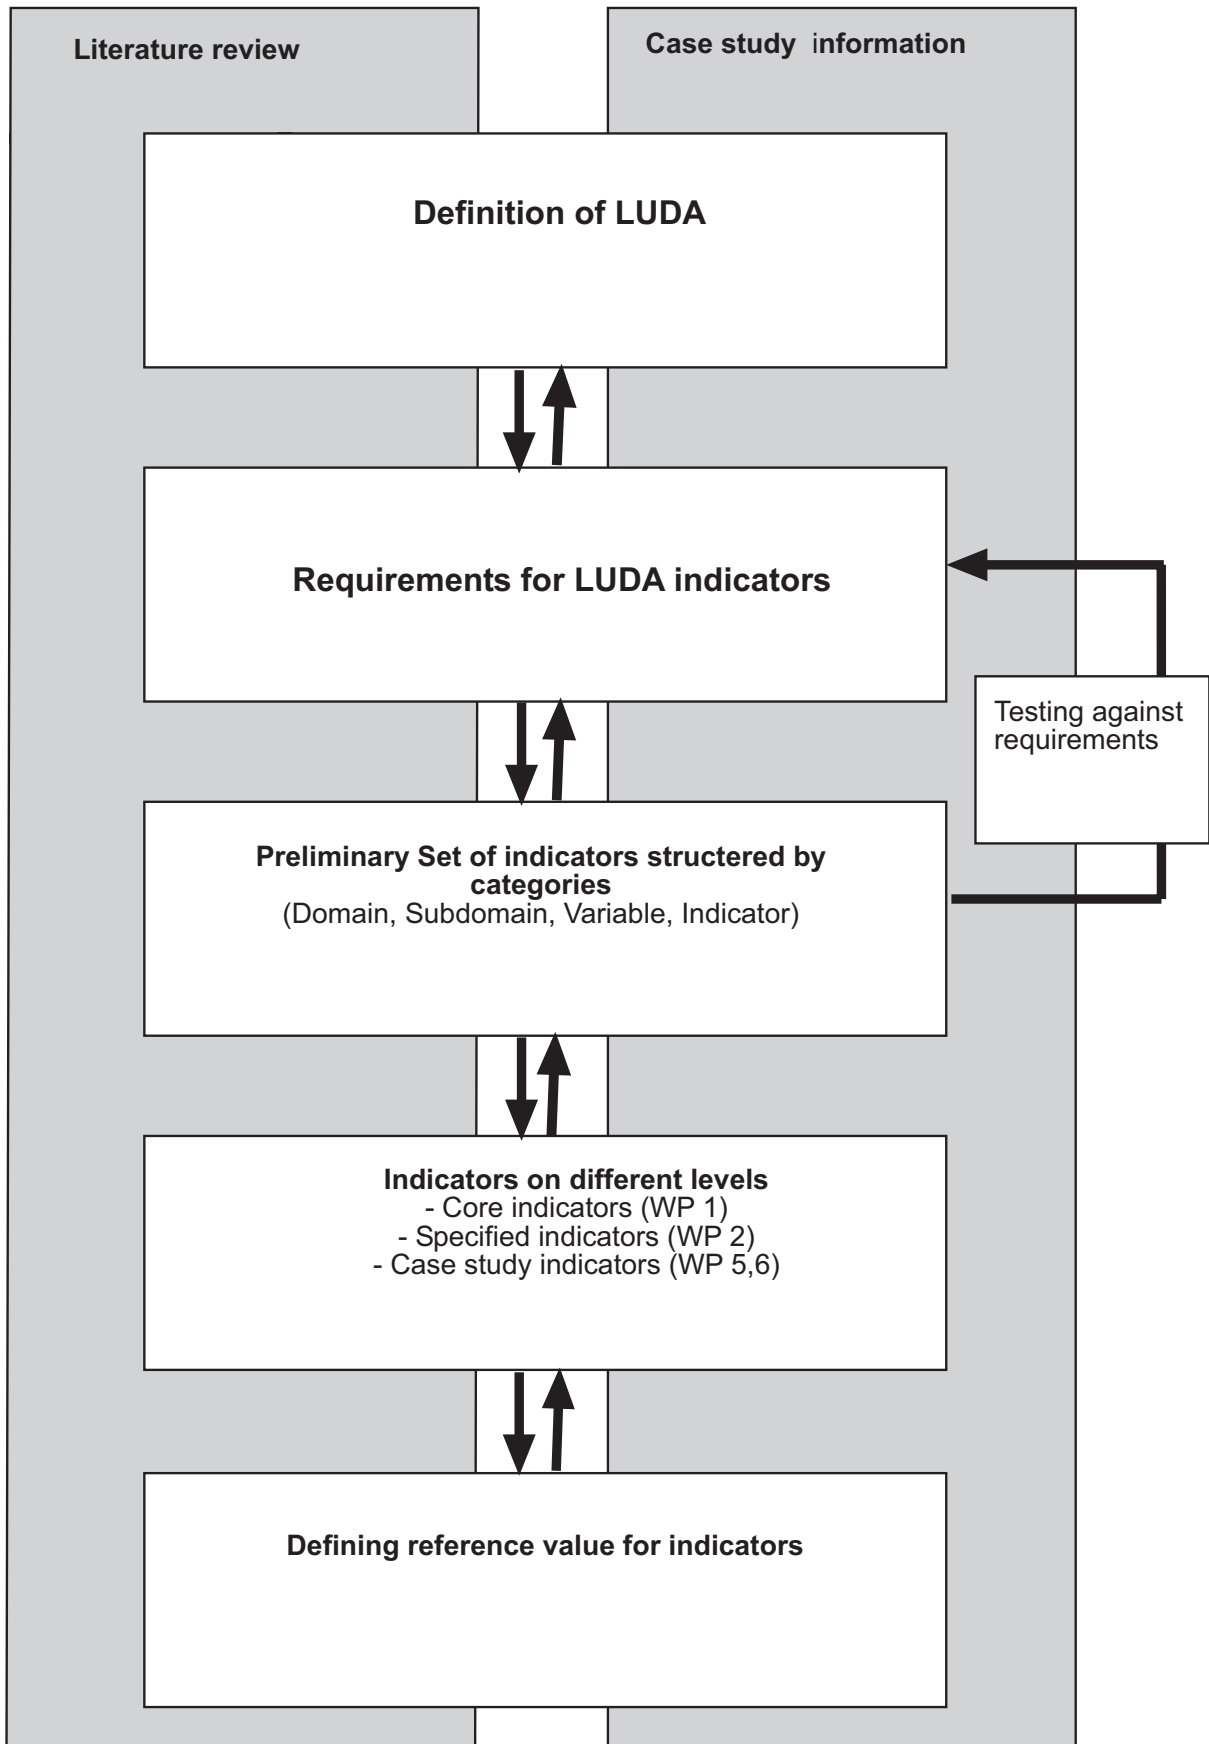 Literature review
Case study information
Definition of LUDA
Requirements for LUDA indicators
Testing against
requirements
Preliminary Set of indicators structered by
categories
(Domain, Subdomain, Variable, Indicator)
Indicators on different levels
- Core indicators (WP 1)
- Specified indicators (WP 2)
- Case study indicators (WP 5,6)
Defining reference value for indicators